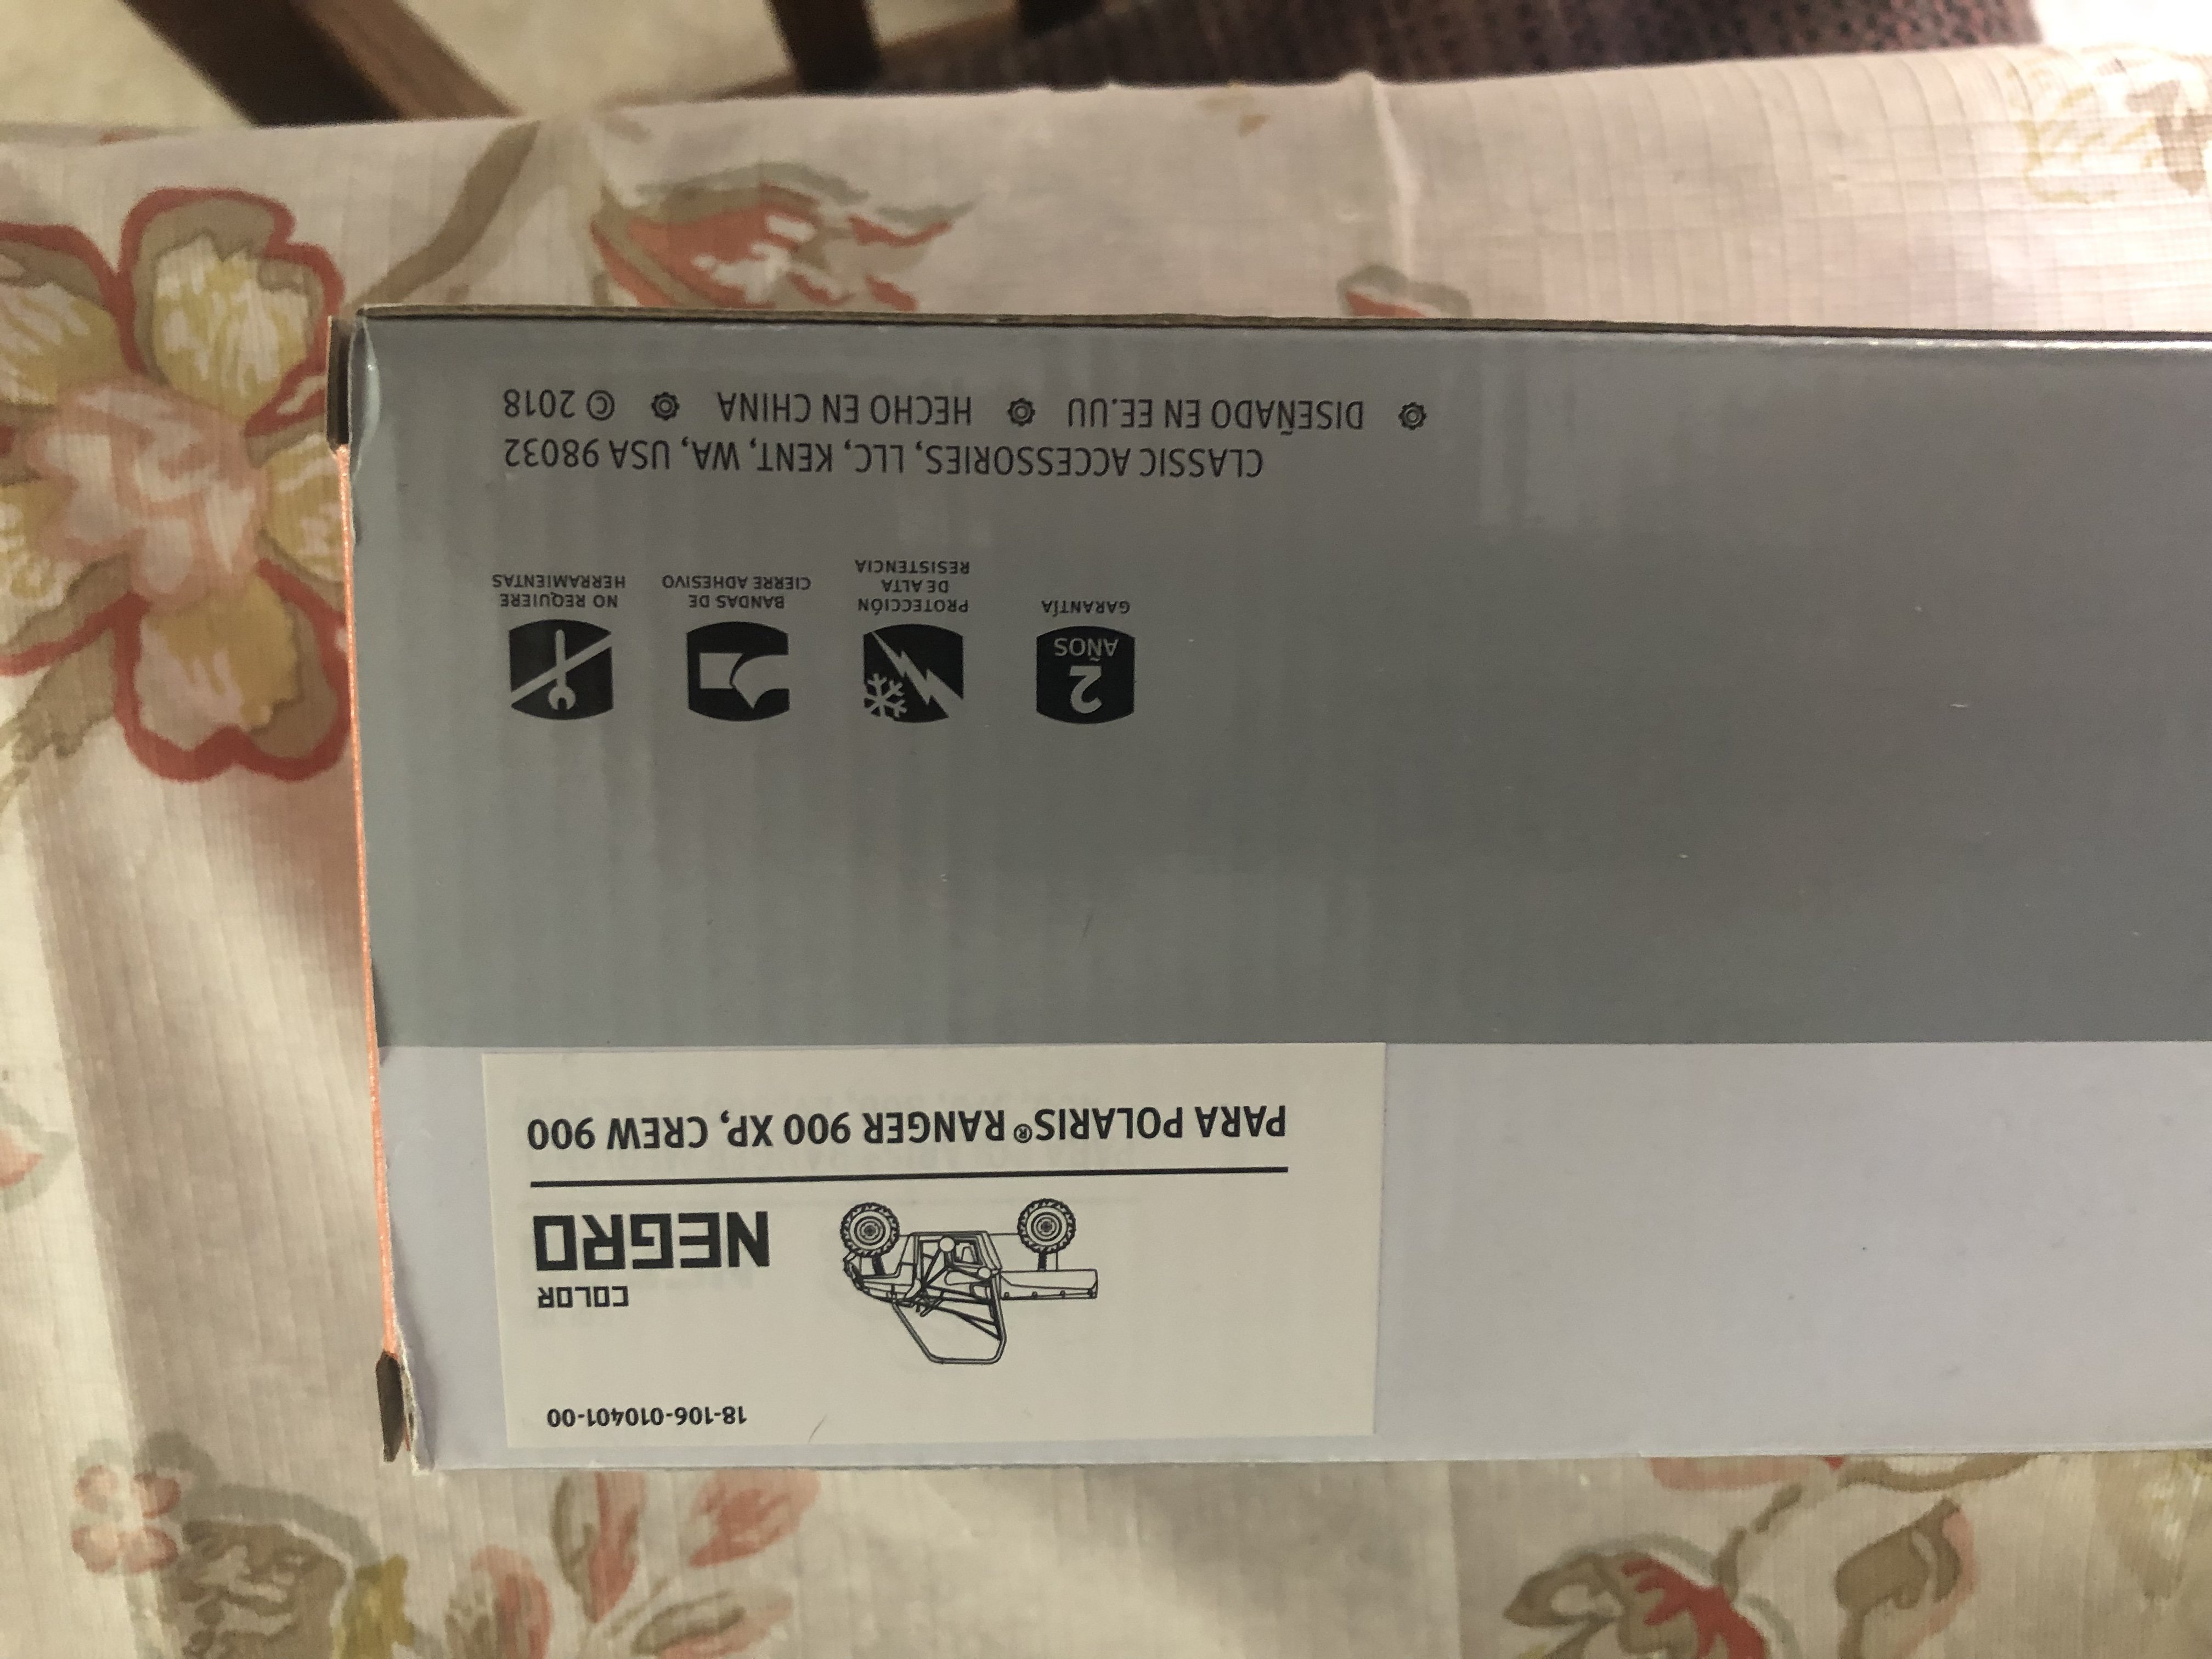 18-106-010401-00
COLOR
NEGRO
PARA POLARIS® RANGER 900 XP, CREW 900
2
AÑOS
GARANTÍA
PROTECCIÓN
DE ALTA
RESISTENCIA
BANDAS DE
CIERRE ADHESIVO
NO REQUIERE
HERRAMIENTAS
CLASSIC ACCESSORIES, LLC, KENT, WA, USA 98032
DISEÑADO EN EE.UU HECHO EN CHINA © 2018